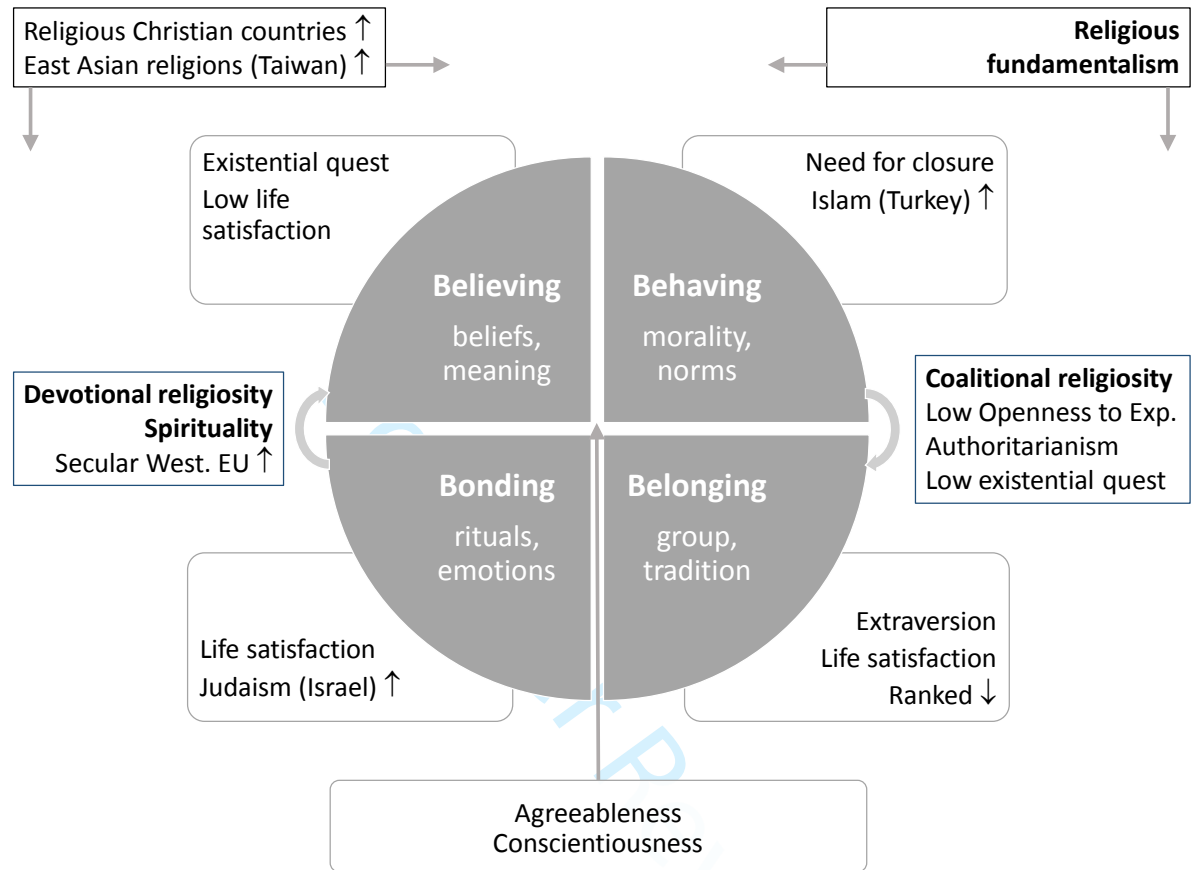 Religious Christian countries ↑
East Asian religions (Taiwan) ↑
Religious
fundamentalism
Existential quest
Low life
satisfaction
Need for closure
Islam (Turkey) ↑
Believing
beliefs,
meaning
Behaving
morality,
norms
Devotional religiosity
Spirituality
Secular West. EU ↑
Coalitional religiosity
Low Openness to Exp.
Authoritarianism
Low existential quest
Bonding
rituals,
emotions
Belonging
group,
tradition
Life satisfaction
Judaism (Israel) ↑
Extraversion
Life satisfaction
Ranked ↓
Agreeableness
Conscientiousness